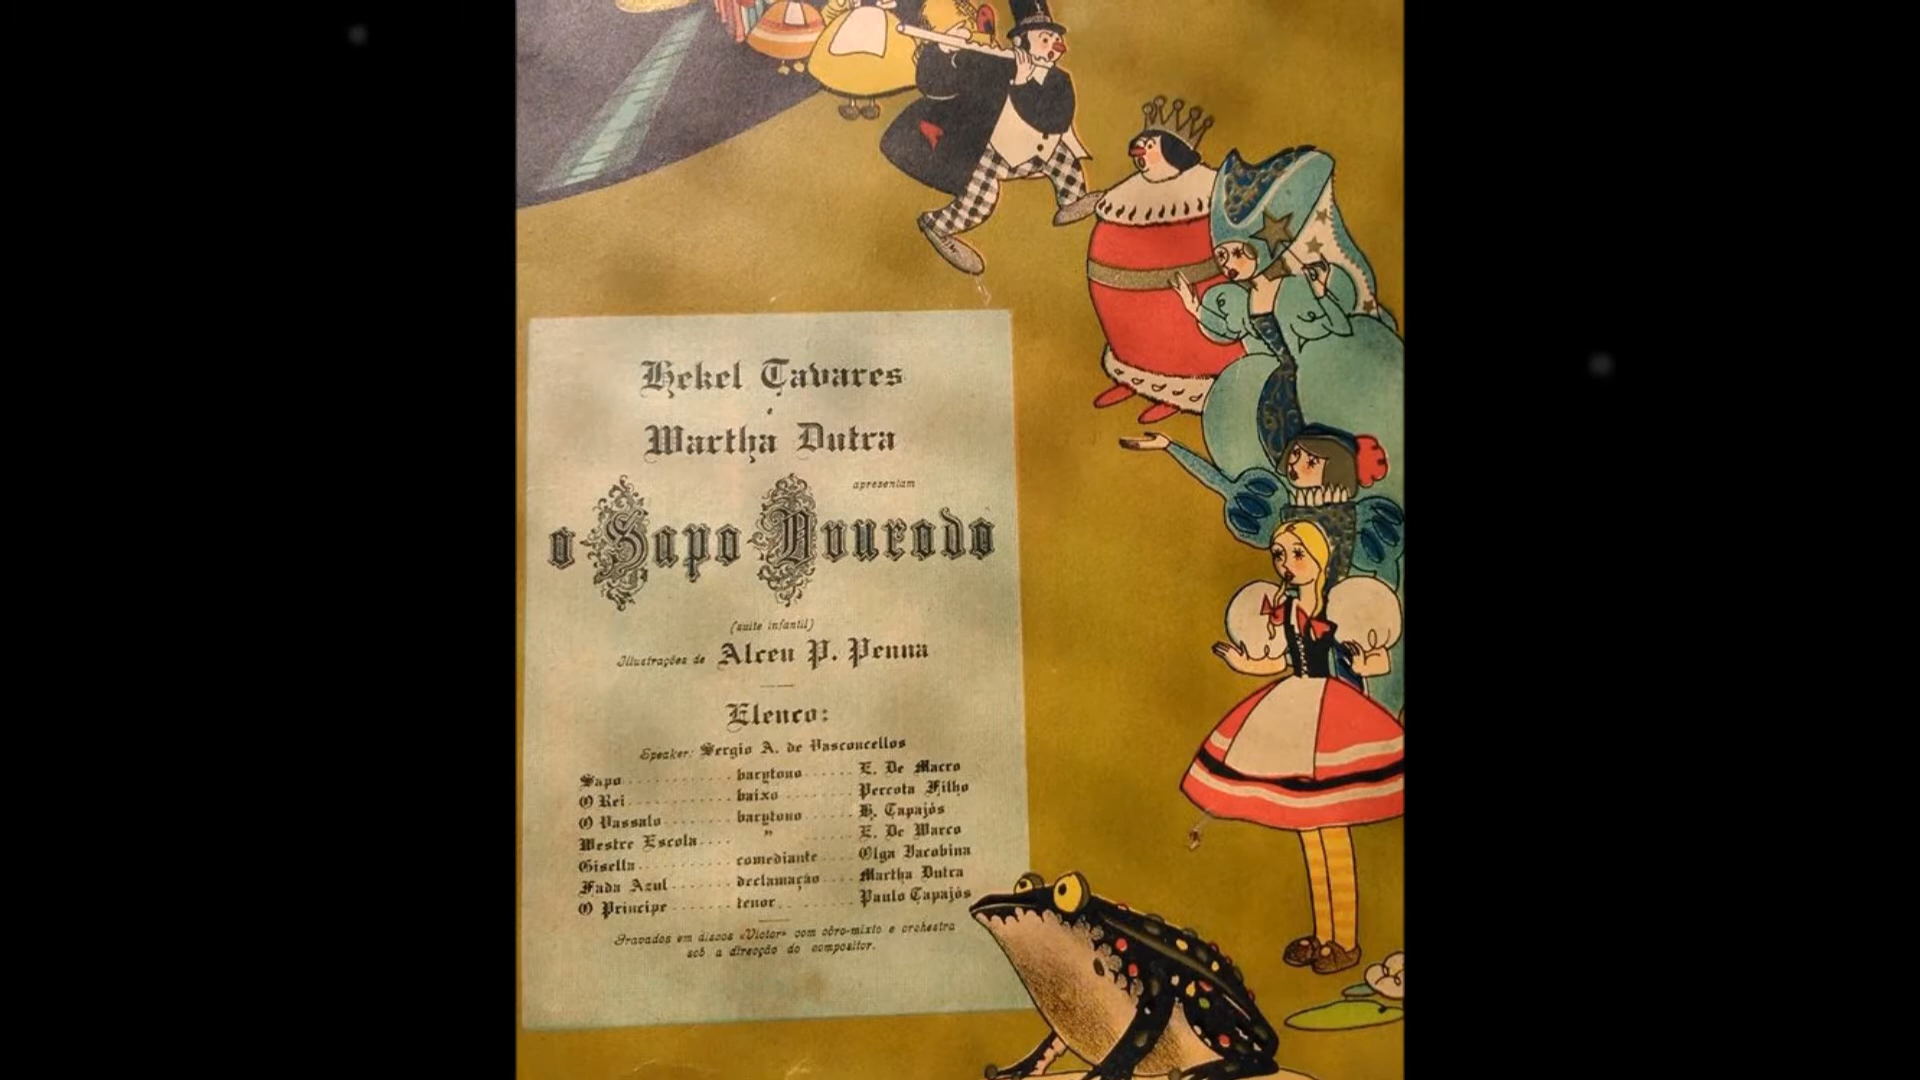 Hekel Tavares
e
Martha Dutra
apresentam
o Sapo Dourado
(suite infantil)
Illustrações de Alceu P. Penna
Elenco:
Speaker: Sergio A. de Vasconcellos
Sapo barytono E. De Marco
O Rei baixo Percota Filho
O Vassalo barytono H. Tapajós
Mestre Escola " E. De Marco
Gisella comediante Olga Jacobina
Fada Azul declamação Martha Dutra
O Principe tenor Paulo Tapajós
Gravados em discos «Victor» com côro-mixto e orchestra
sob a direcção do compositor.